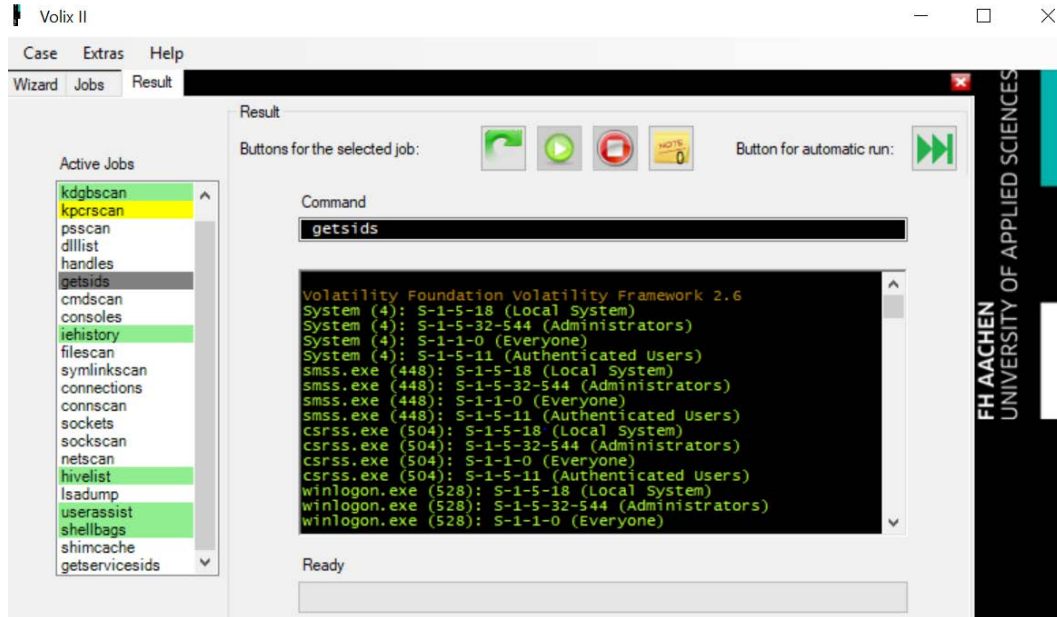 Volix II
Case Extras Help
Wizard Jobs Result
Result
Buttons for the selected job:
NOTE
0
Button for automatic run:
Active Jobs
kdgbscan
kpcrscan
psscan
dlllist
handles
getsids
cmdscan
consoles
iehistory
filescan
symlinkscan
connections
connscan
sockets
sockscan
netscan
hivelist
lsadump
userassist
shellbags
shimcache
getservicesids
Command
getsids
Volatility Foundation Volatility Framework 2.6
System (4): S-1-5-18 (Local System)
System (4): S-1-5-32-544 (Administrators)
System (4): S-1-1-0 (Everyone)
System (4): S-1-5-11 (Authenticated Users)
smss.exe (448): S-1-5-18 (Local System)
smss.exe (448): S-1-5-32-544 (Administrators)
smss.exe (448): S-1-1-0 (Everyone)
smss.exe (448): S-1-5-11 (Authenticated Users)
csrss.exe (504): S-1-5-18 (Local System)
csrss.exe (504): S-1-5-32-544 (Administrators)
csrss.exe (504): S-1-1-0 (Everyone)
csrss.exe (504): S-1-5-11 (Authenticated Users)
winlogon.exe (528): S-1-5-18 (Local System)
winlogon.exe (528): S-1-5-32-544 (Administrators)
winlogon.exe (528): S-1-1-0 (Everyone)
Ready
FH AACHEN
UNIVERSITY OF APPLIED SCIENCES